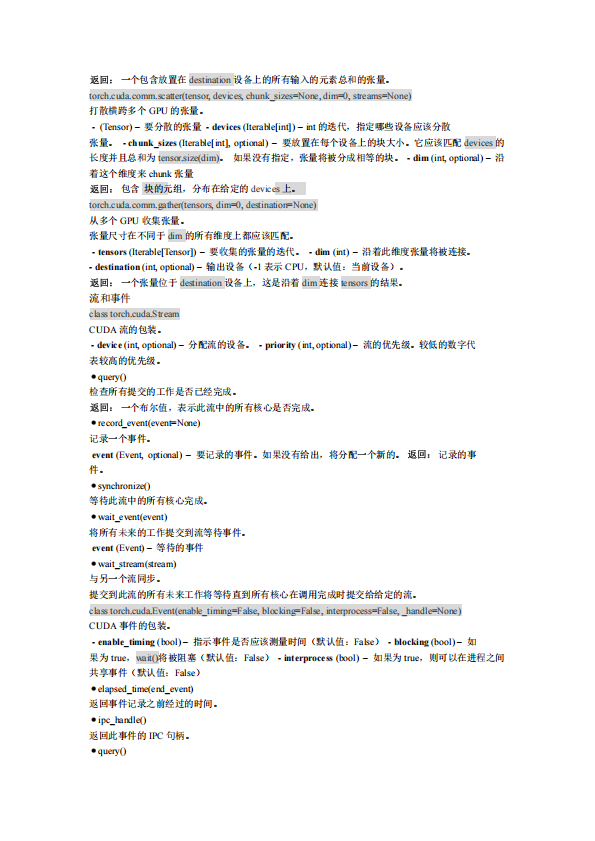 返回： 一个包含放置在 destination 设备上的所有输入的元素总和的张量。
torch.cuda.comm.scatter(tensor, devices, chunk_sizes=None, dim=0, streams=None)
打散横跨多个 GPU 的张量。
- (Tensor) – 要分散的张量 - devices (Iterable[int]) – int 的迭代，指定哪些设备应该分散
张量。 - chunk_sizes (Iterable[int], optional) – 要放置在每个设备上的块大小。它应该匹配 devices 的
长度并且总和为 tensor.size(dim)。 如果没有指定，张量将被分成相等的块。 - dim (int, optional) – 沿
着这个维度来 chunk 张量
返回： 包含 块的元组，分布在给定的 devices 上。
torch.cuda.comm.gather(tensors, dim=0, destination=None)
从多个 GPU 收集张量。
张量尺寸在不同于 dim 的所有维度上都应该匹配。
- tensors (Iterable[Tensor]) – 要收集的张量的迭代。 - dim (int) – 沿着此维度张量将被连接。
- destination (int, optional) – 输出设备（-1 表示 CPU，默认值：当前设备）。
返回： 一个张量位于 destination 设备上，这是沿着 dim 连接 tensors 的结果。
流和事件
class torch.cuda.Stream
CUDA 流的包装。
- device (int, optional) – 分配流的设备。 - priority (int, optional) – 流的优先级。较低的数字代
表较高的优先级。
●query()
检查所有提交的工作是否已经完成。
返回： 一个布尔值，表示此流中的所有核心是否完成。
●record_event(event=None)
记录一个事件。
event (Event, optional) – 要记录的事件。如果没有给出，将分配一个新的。 返回： 记录的事
件。
●synchronize()
等待此流中的所有核心完成。
●wait_event(event)
将所有未来的工作提交到流等待事件。
event (Event) – 等待的事件
●wait_stream(stream)
与另一个流同步。
提交到此流的所有未来工作将等待直到所有核心在调用完成时提交给给定的流。
class torch.cuda.Event(enable_timing=False, blocking=False, interprocess=False, _handle=None)
CUDA 事件的包装。
- enable_timing (bool) – 指示事件是否应该测量时间（默认值：False） - blocking (bool) – 如
果为 true，wait()将被阻塞（默认值：False） - interprocess (bool) – 如果为 true，则可以在进程之间
共享事件（默认值：False）
●elapsed_time(end_event)
返回事件记录之前经过的时间。
●ipc_handle()
返回此事件的 IPC 句柄。
●query()